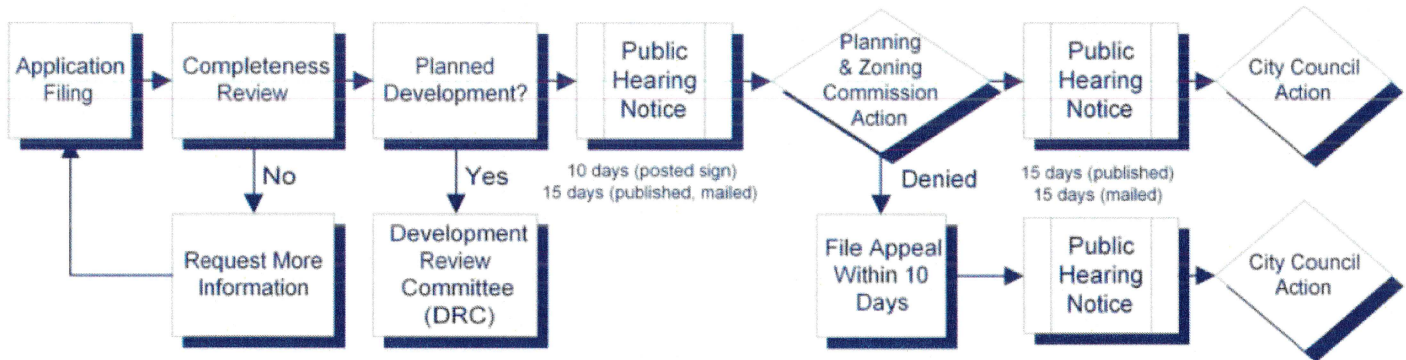 Application
Filing
Completeness
Review
Planned
Development?
Public
Hearing
Notice
Planning
& Zoning
Commission
Action
Public
Hearing
Notice
City Council
Action
10 days (posted sign)
15 days (published, mailed)
15 days (published)
15 days (mailed)
No
Yes
Denied
Request More
Information
Development
Review
Committee
(DRC)
File Appeal
Within 10
Days
Public
Hearing
Notice
City Council
Action